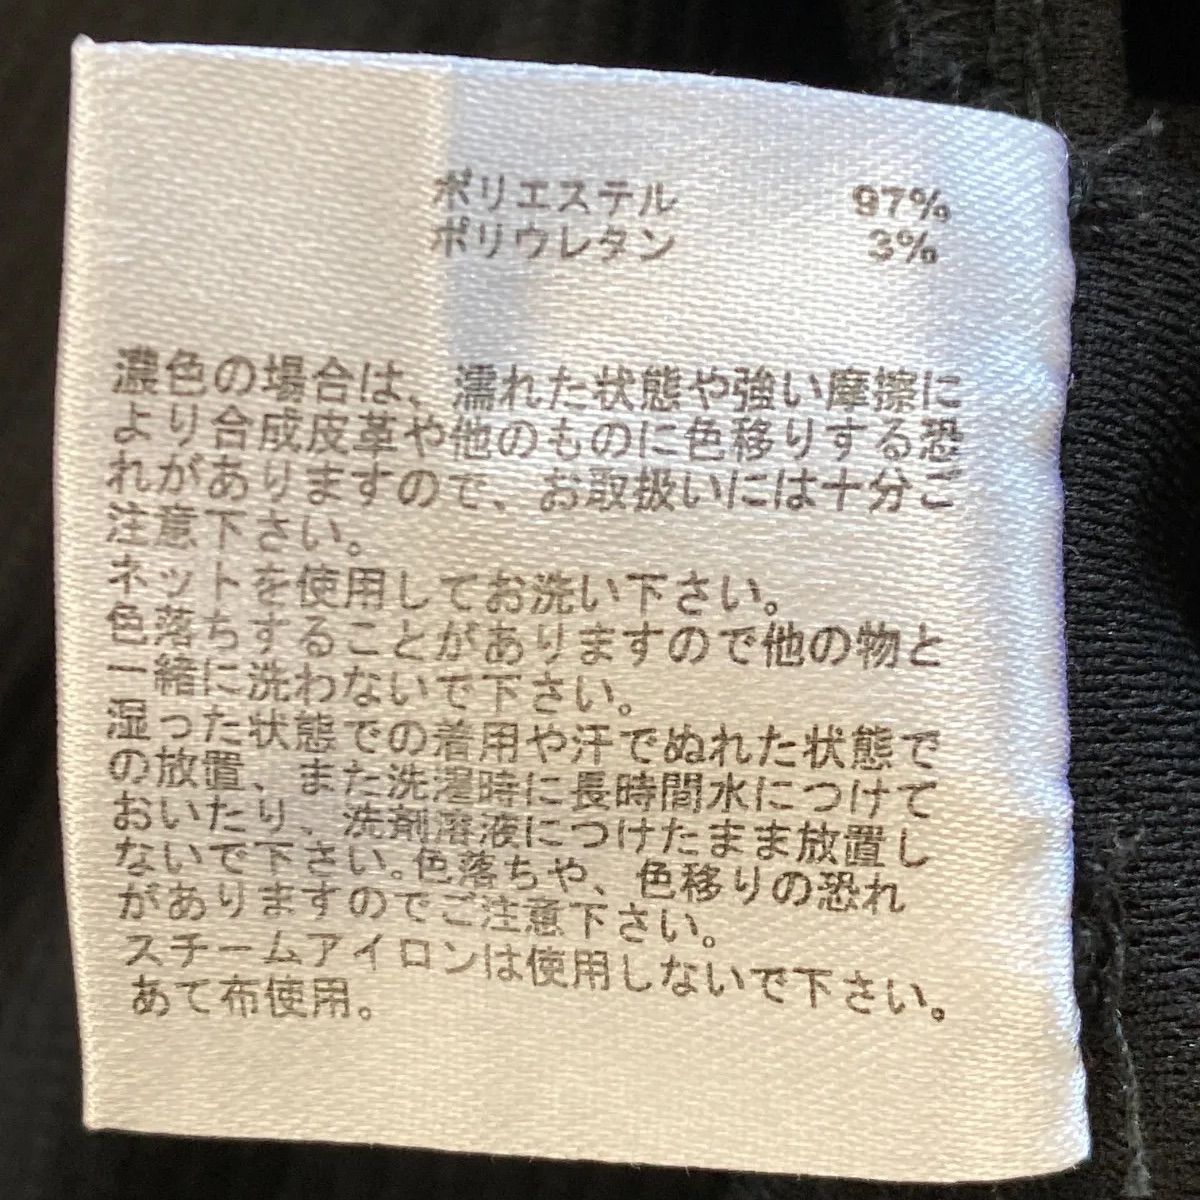 ポリエステル 97%
ポリウレタン 3%
濃色の場合は、濡れた状態や強い摩擦に
より合成皮革や他のものに色移りする恐
れがありますので、お取扱いには十分ご
注意下さい。
ネットを使用してお洗い下さい。
色落ちすることがありますので他の物と
一緒に洗わないで下さい。
湿った状態での着用や汗でぬれた状態で
の放置、また洗濯時に長時間水につけて
おいたり、洗剤溶液につけたまま放置し
ないで下さい。色落ちや、色移りの恐れ
がありますのでご注意下さい。
スチームアイロンは使用しないで下さい。
あて布使用。